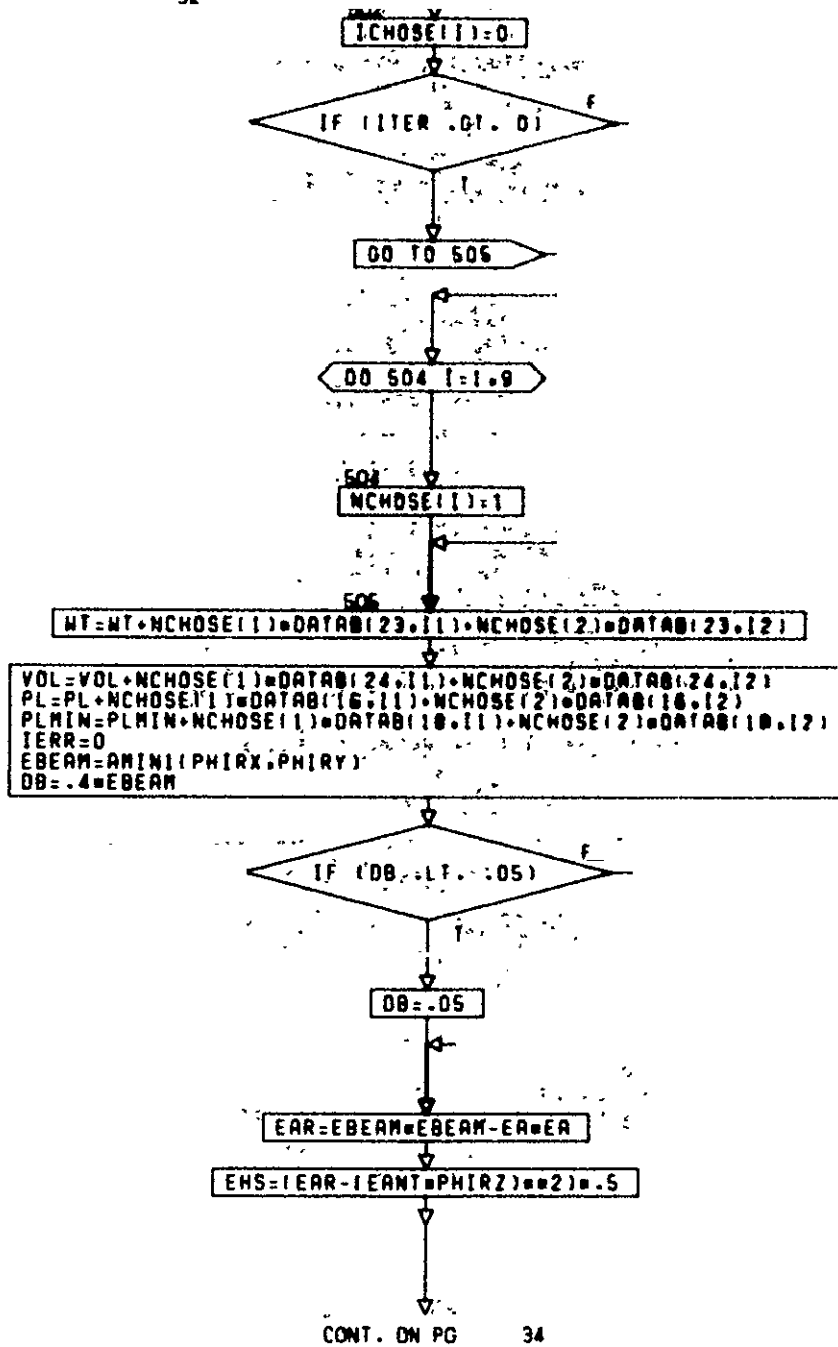 ICHOSE(I)=0
IF (ITER .GT. 0)
F
T
GO TO 505
DO 504 I=1,9
504
NCHOSE(I)=1
505
WT=WT+NCHOSE(1)*DATAB(23,I1)+NCHOSE(2)*DATAB(23,I2)
VOL=VOL+NCHOSE(1)*DATAB(24,I1)+NCHOSE(2)*DATAB(24,I2)
PL=PL+NCHOSE(1)*DATAB(16,I1)+NCHOSE(2)*DATAB(16,I2)
PLMIN=PLMIN+NCHOSE(1)*DATAB(18,I1)+NCHOSE(2)*DATAB(18,I2)
IERR=0
EBEAM=AMIN1(PHIRX,PHIRY)
DB=.4*EBEAM
IF (DB .LT. .05)
F
T
DB=.05
EAR=EBEAM*EBEAM-EA*EA
EHS=(EAR-(EANT*PHIRZ)**2)*.5
CONT. ON PG 34